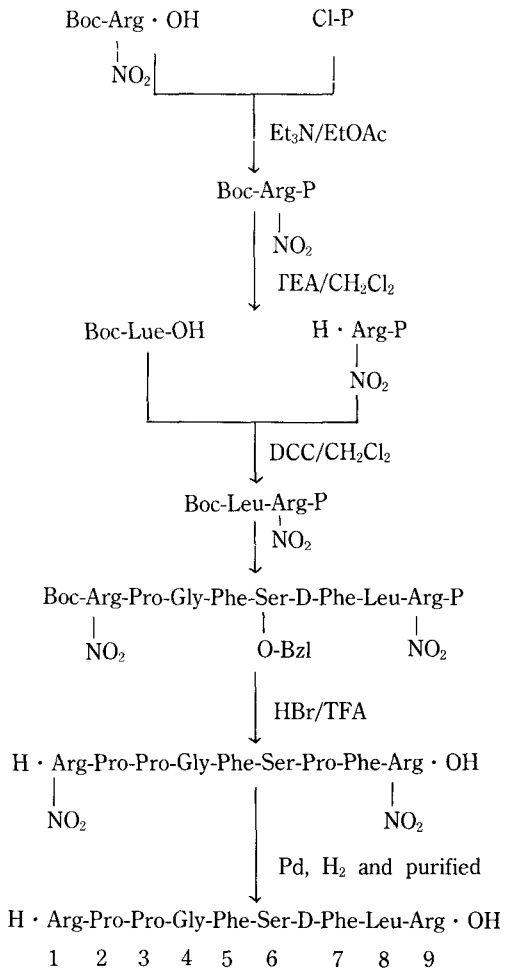 Boc-Arg · OH Cl-P
NO₂
Et₃N/EtOAc
Boc-Arg-P
NO₂
TEA/CH₂Cl₂
Boc-Lue-OH H · Arg-P
NO₂
DCC/CH₂Cl₂
Boc-Leu-Arg-P
NO₂
Boc-Arg-Pro-Gly-Phe-Ser-D-Phe-Leu-Arg-P
NO₂ O-Bzl NO₂
HBr/TFA
H · Arg-Pro-Pro-Gly-Phe-Ser-Pro-Phe-Arg · OH
NO₂ NO₂
Pd, H₂ and purified
H · Arg-Pro-Pro-Gly-Phe-Ser-D-Phe-Leu-Arg · OH
1 2 3 4 5 6 7 8 9